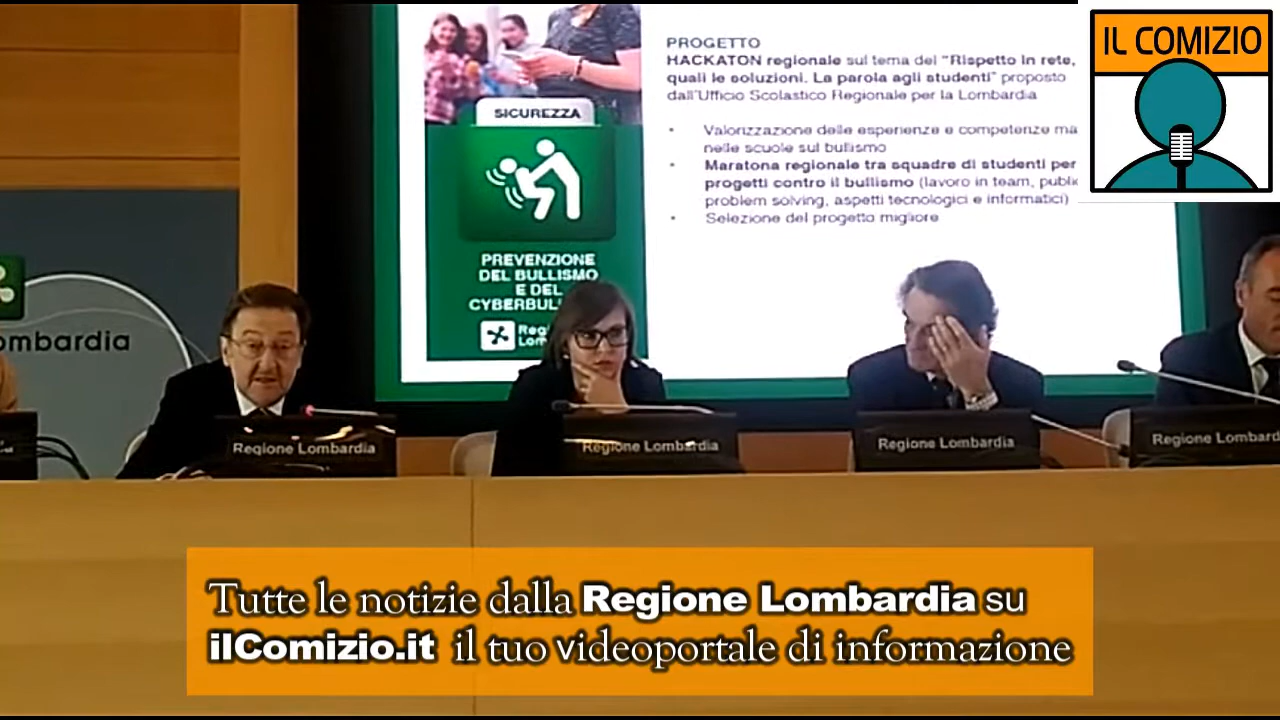 IL COMIZIO
PROGETTO
HACKATON regionale sul tema del "Rispetto in rete,
quali le soluzioni. La parola agli studenti" proposto
dall'Ufficio Scolastico Regionale per la Lombardia
• Valorizzazione delle esperienze e competenze ma
nelle scuole sul bullismo
• Maratona regionale tra squadre di studenti per
progetti contro il bullismo (lavoro in team, public
problem solving, aspetti tecnologici e informatici)
• Selezione del progetto migliore
SICUREZZA
PREVENZIONE
DEL BULLISMO
E DEL
CYBERBUL
Reg
Lom
ombardia
Regione Lombardia
Regione Lombardia
Regione Lombardia
Regione Lombard
Tutte le notizie dalla Regione Lombardia su
ilComizio.it il tuo videoportale di informazione